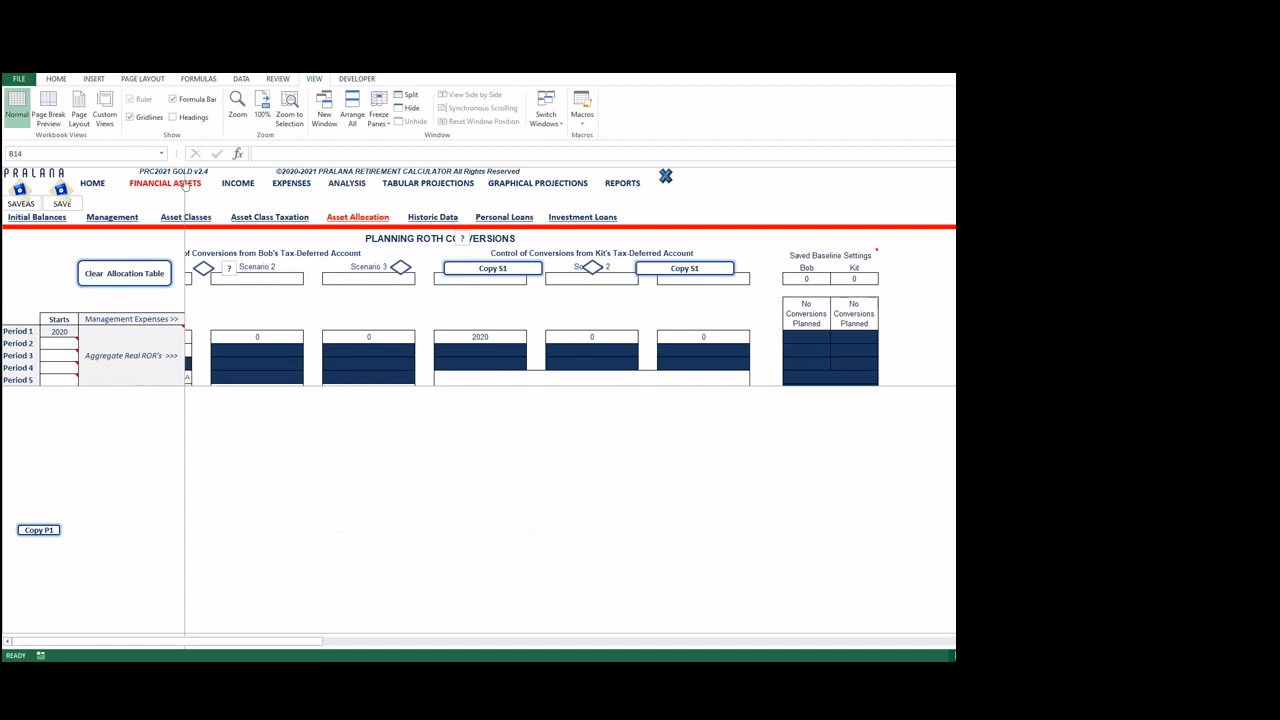 FILE HOME INSERT PAGE LAYOUT FORMULAS DATA REVIEW VIEW DEVELOPER
Normal Page Break Preview Page Layout Custom Views
Ruler Formula Bar
Gridlines Headings
Zoom 100% Zoom to Selection
New Window Arrange All Freeze Panes
Split
Hide
Unhide
View Side by Side
Synchronous Scrolling
Reset Window Position
Switch Windows Macros
Workbook Views Show Zoom Window Macros
B14 fx
PRALANA PRC2021 GOLD v2.4 ©2020-2021 PRALANA RETIREMENT CALCULATOR All Rights Reserved
HOME FINANCIAL ASSETS INCOME EXPENSES ANALYSIS TABULAR PROJECTIONS GRAPHICAL PROJECTIONS REPORTS
SAVEAS SAVE
Initial Balances Management Asset Classes Asset Class Taxation Asset Allocation Historic Data Personal Loans Investment Loans
PLANNING ROTH CONVERSIONS ?
of Conversions from Bob's Tax-Deferred Account Control of Conversions from Kit's Tax-Deferred Account Saved Baseline Settings
Clear Allocation Table ? Scenario 2 Scenario 3 Copy S1 2 Copy S1 Bob Kit
0 0
No Conversions Planned No Conversions Planned
Starts Management Expenses >>
Period 1 2020 0 0 2020 0 0
Period 2
Period 3 Aggregate Real ROR's >>>
Period 4
Period 5 A
Copy P1
READY